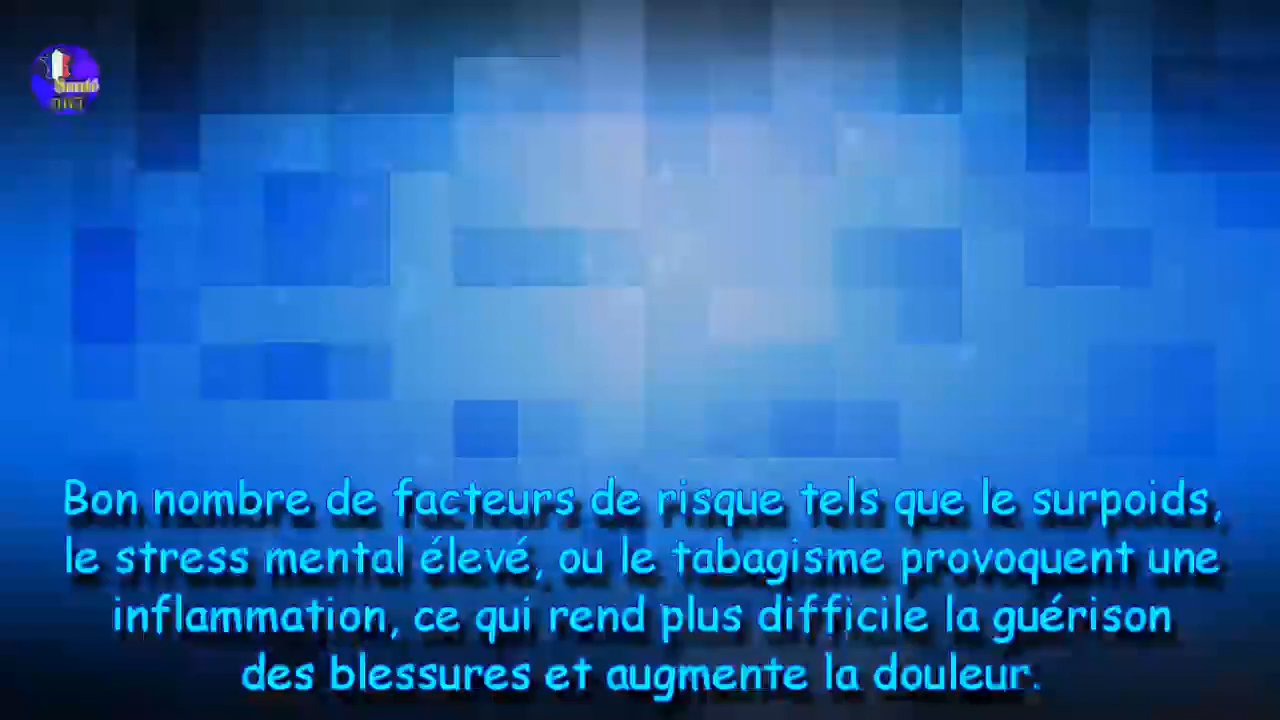 Santé
Bon nombre de facteurs de risque tels que le surpoids,
le stress mental élevé, ou le tabagisme provoquent une
inflammation, ce qui rend plus difficile la guérison
des blessures et augmente la douleur.